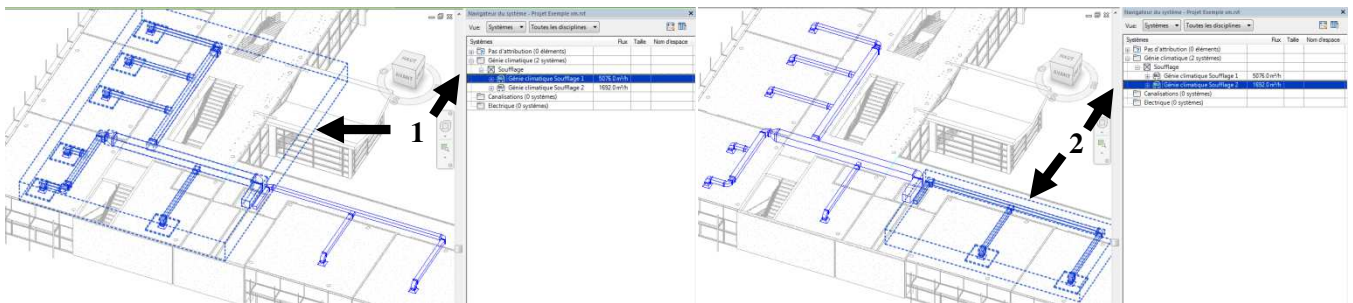 Navigateur du système - Projet Exemple vm.rvt
Vue: Systèmes Toutes les disciplines
Systèmes Flux Taille Nom d'espace
Pas d'attribution (0 éléments)
Génie climatique (2 systèmes)
Soufflage
Génie climatique Soufflage 1 5076.0 m³/h
Génie climatique Soufflage 2 1692.0 m³/h
Canalisations (0 systèmes)
Electrique (0 systèmes)
HAUT
AVANT
1
Navigateur du système - Projet Exemple vm.rvt
Vue: Systèmes Toutes les disciplines
Systèmes Flux Taille Nom d'espace
Pas d'attribution (0 éléments)
Génie climatique (2 systèmes)
Soufflage
Génie climatique Soufflage 1 5076.0 m³/h
Génie climatique Soufflage 2 1692.0 m³/h
Canalisations (0 systèmes)
Electrique (0 systèmes)
HAUT
AVANT
2